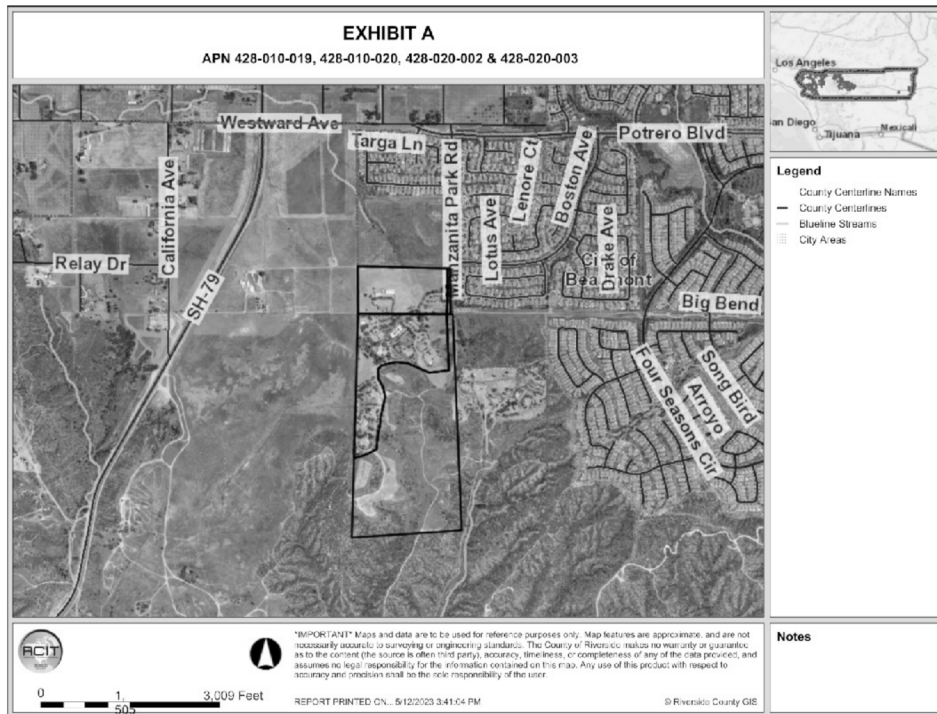 EXHIBIT A
APN 428-010-019, 428-010-020, 428-020-002 & 428-020-003
Los Angeles
San Diego
Tijuana
Mexicali
Westward Ave
Potrero Blvd
Targa Ln
California Ave
Manzanita Park Rd
Lenore Ct
Boston Ave
Lotus Ave
Drake Ave
City of
Beaumont
Relay Dr
SH-79
Big Bend
Four Seasons Cir
Arroyo
Song Bird
Legend
County Centerline Names
County Centerlines
Blueline Streams
City Areas
RCIT
0 1,505 3,009 Feet
*IMPORTANT* Maps and data are to be used for reference purposes only. Map features are approximate, and are not
necessarily accurate to surveying or engineering standards. The County of Riverside makes no warranty or guarantee
as to the content (the source is often third party), accuracy, timeliness, or completeness of any of the data provided, and
assumes no legal responsibility for the information contained on this map. Any use of this product with respect to
accuracy and precision shall be the sole responsibility of the user.
REPORT PRINTED ON... 5/12/2023 3:41:04 PM
© Riverside County GIS
Notes